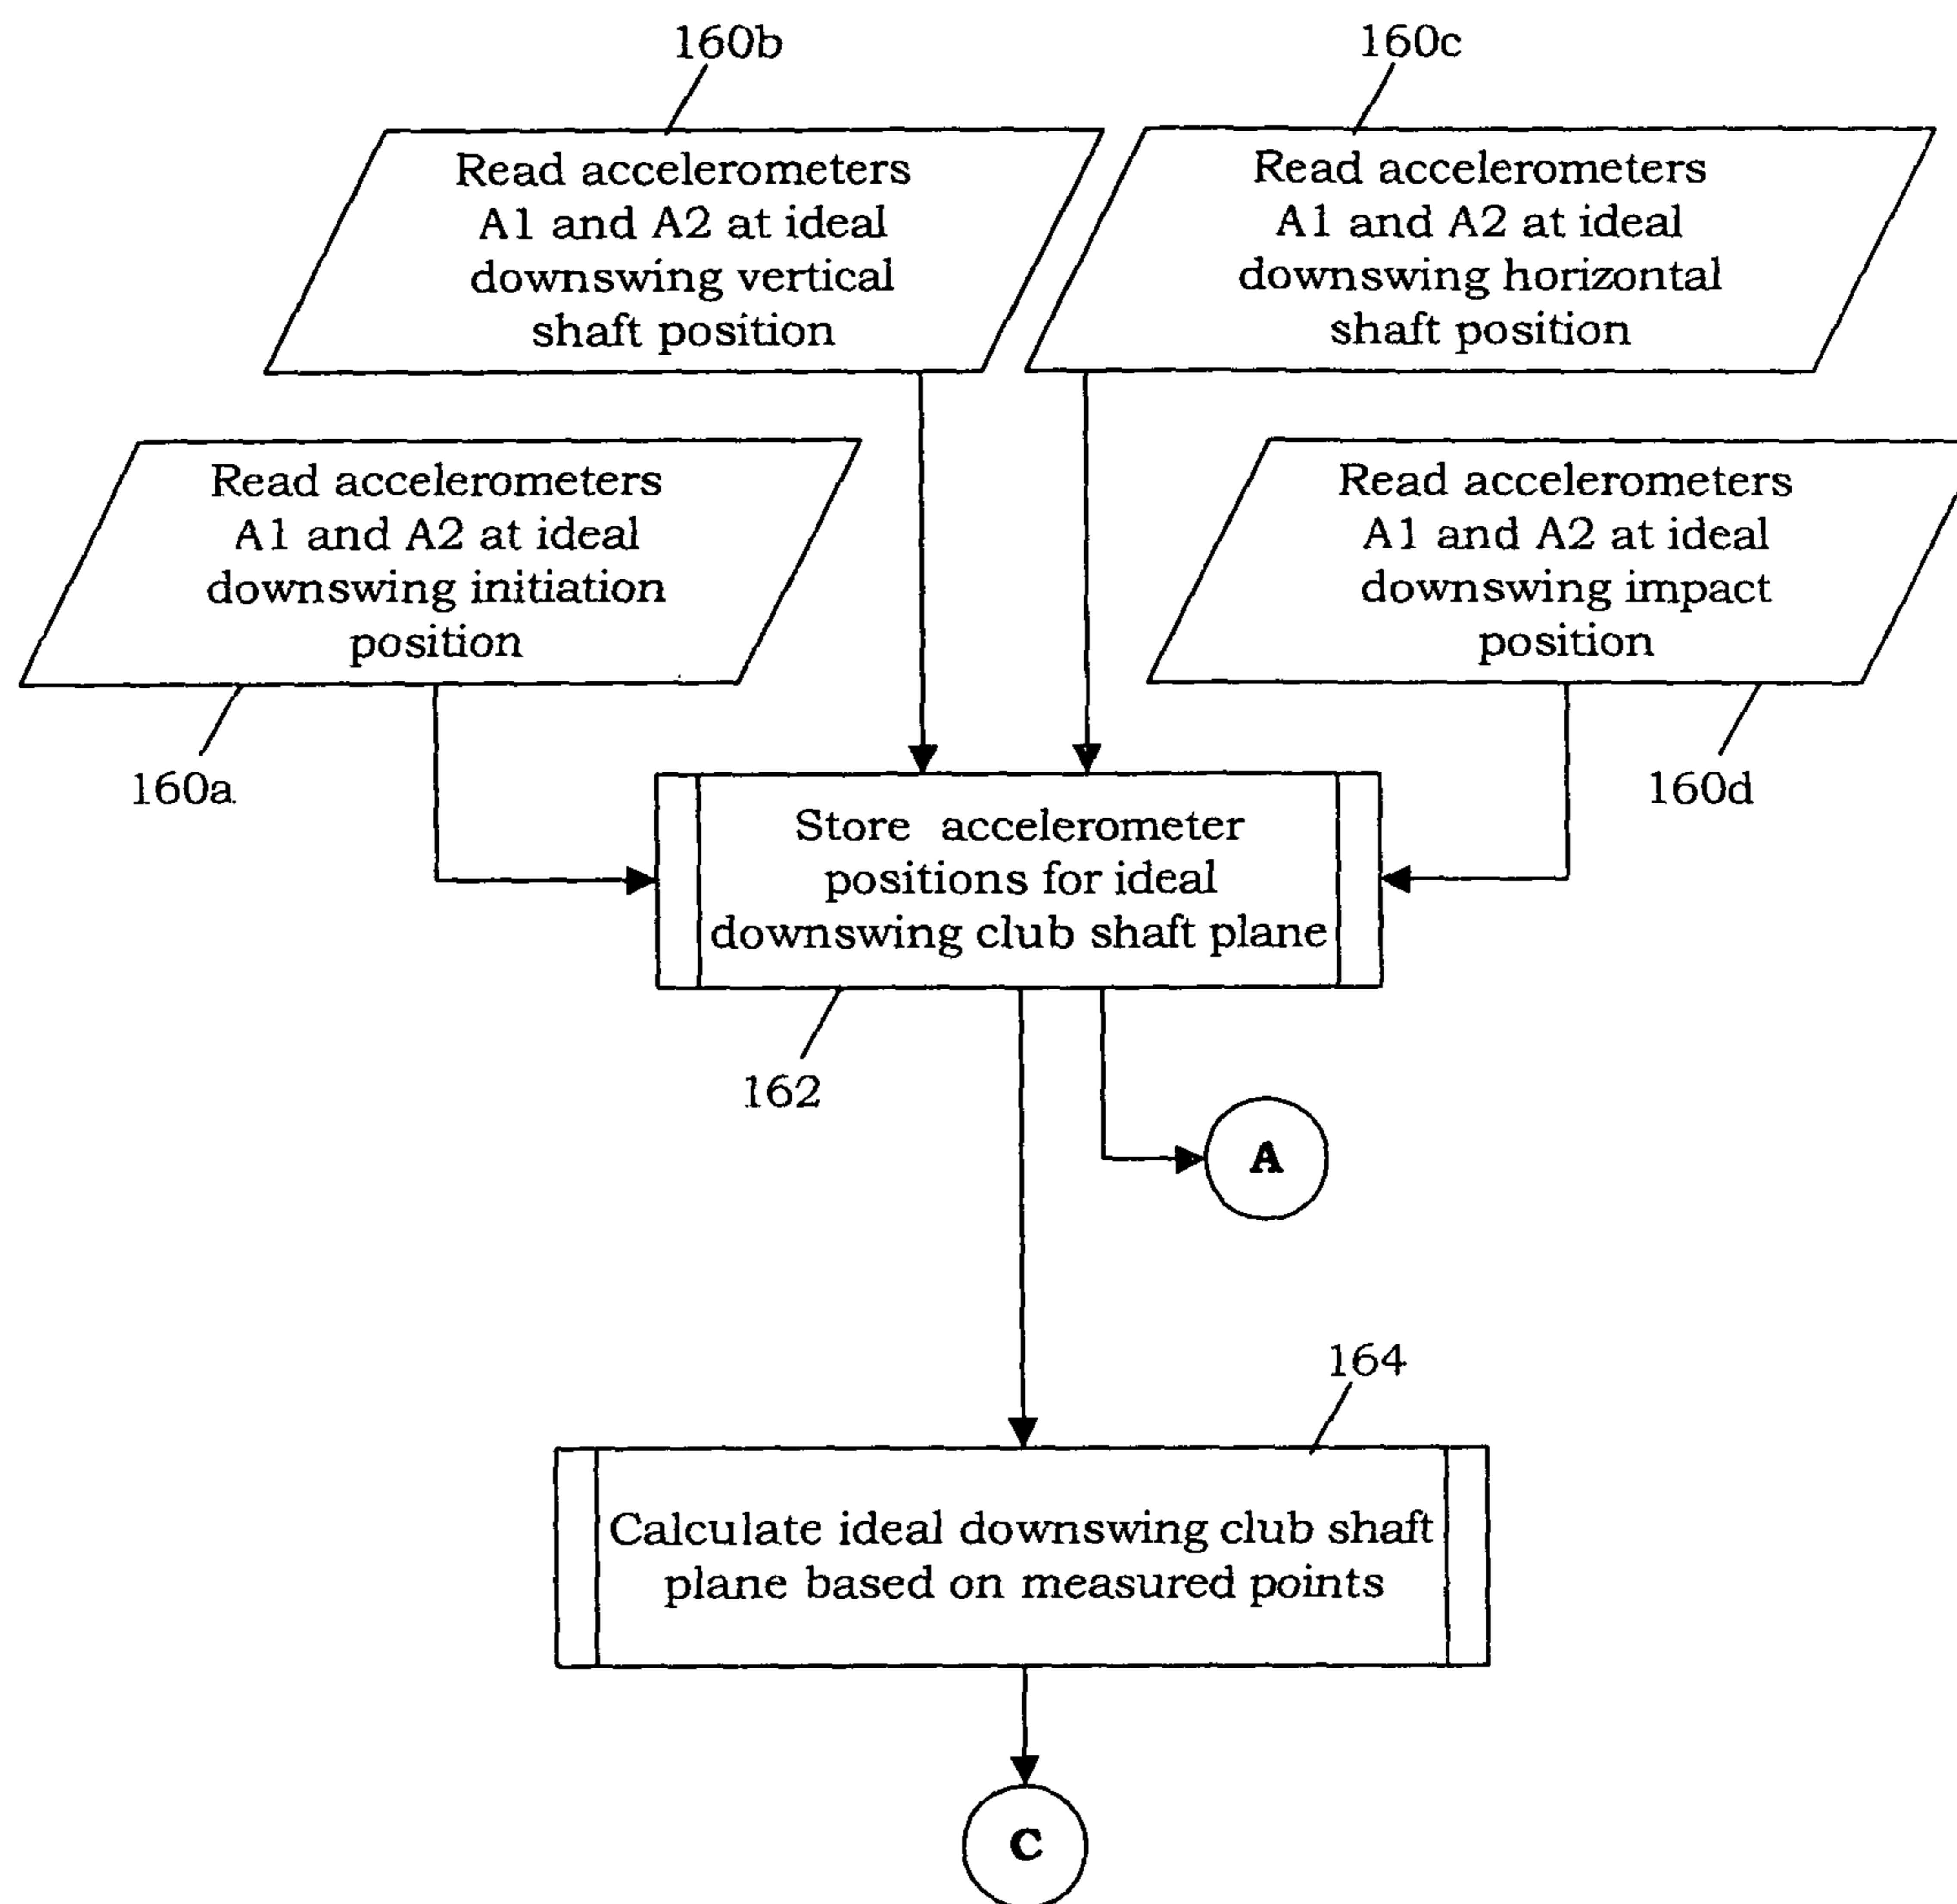 160b
160c
Read accelerometers
A1 and A2 at ideal
downswing vertical
shaft position
Read accelerometers
A1 and A2 at ideal
downswing horizontal
shaft position
Read accelerometers
A1 and A2 at ideal
downswing initiation
position
Read accelerometers
A1 and A2 at ideal
downswing impact
position
160a
160d
Store accelerometer
positions for ideal
downswing club shaft plane
162
A
164
Calculate ideal downswing club shaft
plane based on measured points
C